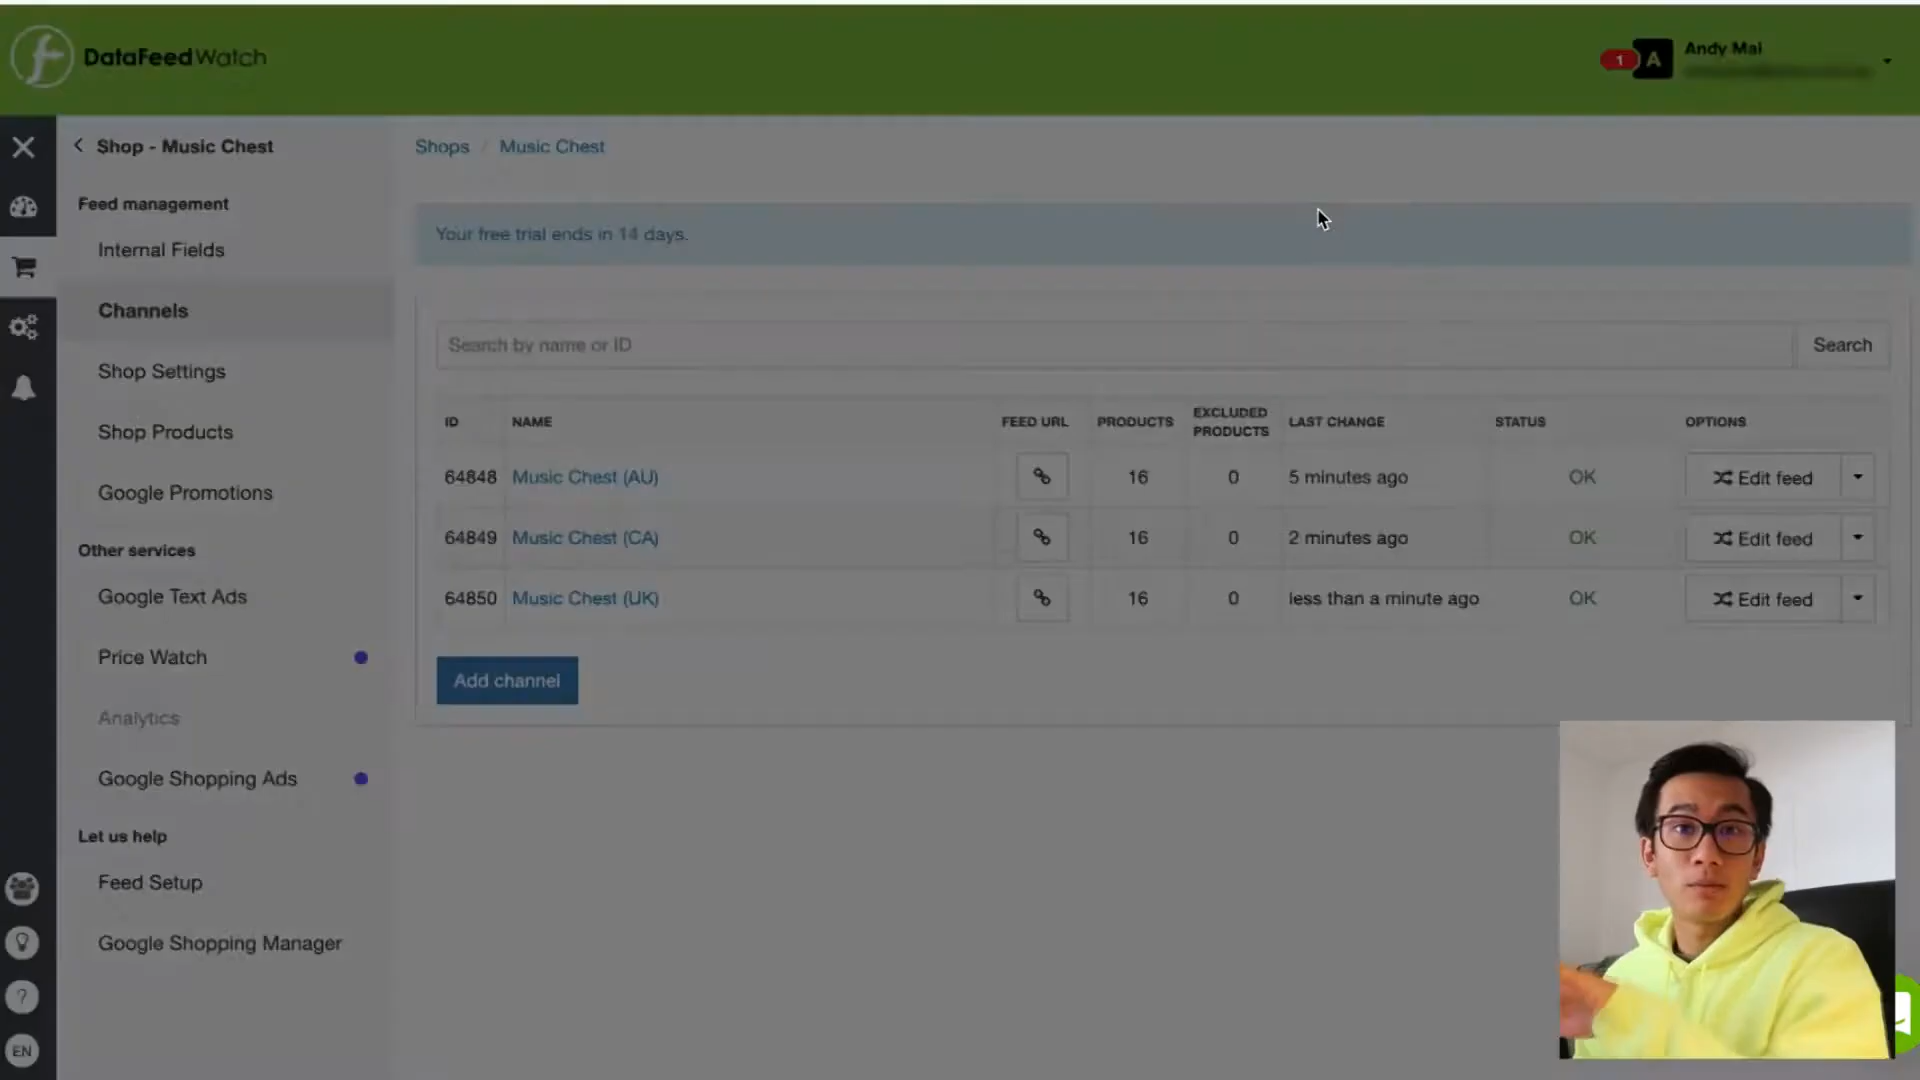 DataFeedWatch
1
A
Andy Mai
Shop - Music Chest
Shops / Music Chest
Feed management
Internal Fields
Channels
Shop Settings
Shop Products
Google Promotions
Other services
Google Text Ads
Price Watch
Analytics
Google Shopping Ads
Let us help
Feed Setup
Google Shopping Manager
?
EN
Your free trial ends in 14 days.
Search by name or ID
Search
ID NAME FEED URL PRODUCTS EXCLUDED PRODUCTS LAST CHANGE STATUS OPTIONS
64848 Music Chest (AU) 16 0 5 minutes ago OK Edit feed
64849 Music Chest (CA) 16 0 2 minutes ago OK Edit feed
64850 Music Chest (UK) 16 0 less than a minute ago OK Edit feed
Add channel